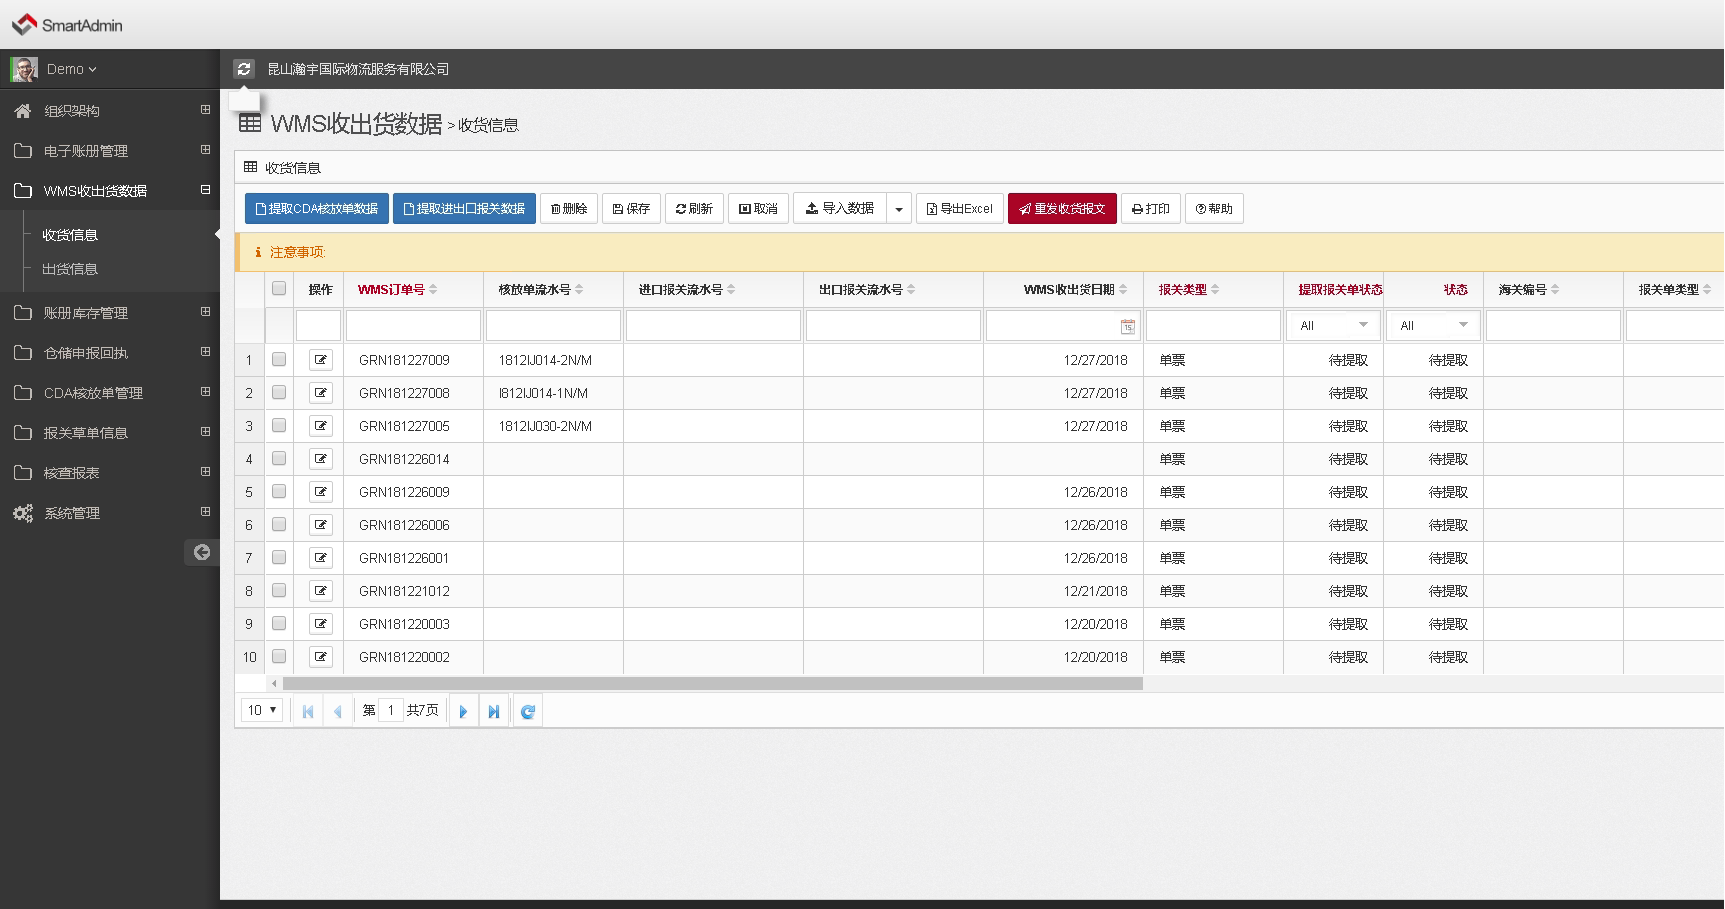 SmartAdmin
Demo
昆山瀚宇国际物流服务有限公司
组织架构
电子账册管理
WMS收出货数据
收货信息
出货信息
账册库存管理
仓储申报回执
CDA核放单管理
报关草单信息
核查报表
系统管理
WMS收出货数据 > 收货信息
收货信息
提取CDA核放单数据 提取进出口报关数据 删除 保存 刷新 取消 导入数据 导出Excel 重发收货报文 打印 帮助
注意事项:
操作 WMS订单号 核放单流水号 进口报关流水号 出口报关流水号 WMS收出货日期 报关类型 提取报关单状态 状态 海关编号 报关单类型
15 All All
1 GRN181227009 1812IJ014-2N/M 12/27/2018 单票 待提取 待提取
2 GRN181227008 I812IJ014-1N/M 12/27/2018 单票 待提取 待提取
3 GRN181227005 1812IJ030-2N/M 12/27/2018 单票 待提取 待提取
4 GRN181226014 单票 待提取 待提取
5 GRN181226009 12/26/2018 单票 待提取 待提取
6 GRN181226006 12/26/2018 单票 待提取 待提取
7 GRN181226001 12/26/2018 单票 待提取 待提取
8 GRN181221012 12/21/2018 单票 待提取 待提取
9 GRN181220003 12/20/2018 单票 待提取 待提取
10 GRN181220002 12/20/2018 单票 待提取 待提取
10 第 1 共7页